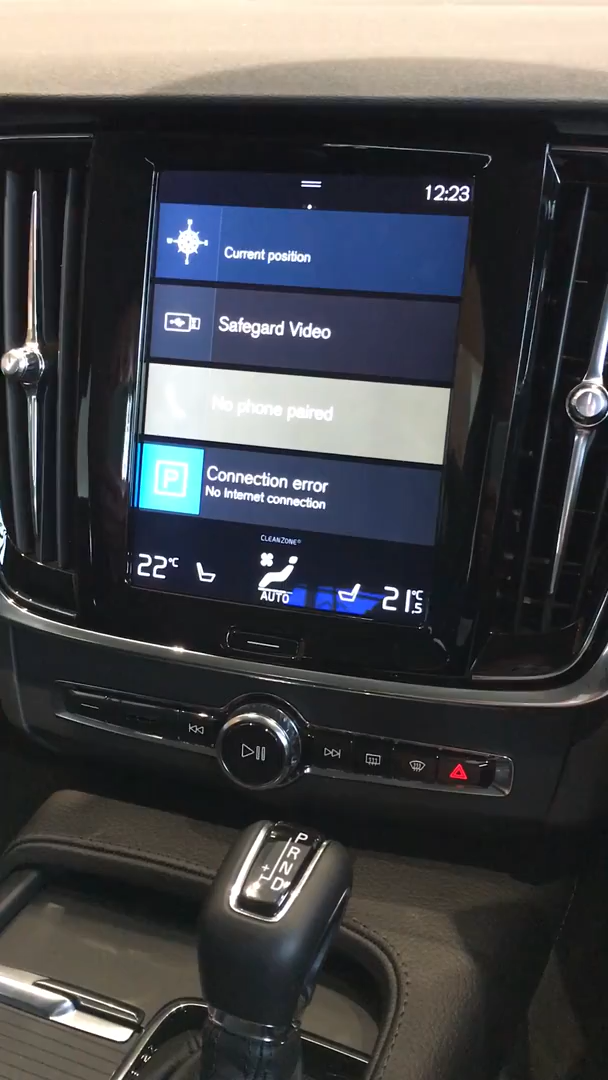 12:23
Current position
Safegard Video
No phone paired
P
Connection error
No Internet connection
CLEANZONE®
22°C
AUTO
21,5°C
P
R
N
D
+